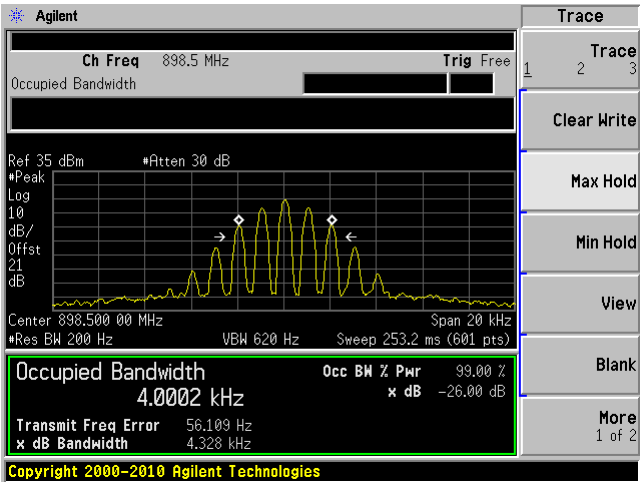 Agilent
Trace
Ch Freq 898.5 MHz Trig Free
Occupied Bandwidth
Trace
1 2 3
Clear Write
Max Hold
Min Hold
View
Blank
More
1 of 2
Ref 35 dBm #Atten 30 dB
#Peak
Log
10
dB/
Offst
21
dB
Center 898.500 00 MHz Span 20 kHz
#Res BW 200 Hz VBW 620 Hz Sweep 253.2 ms (601 pts)
Occupied Bandwidth
4.0002 kHz
Occ BW % Pwr 99.00 %
x dB -26.00 dB
Transmit Freq Error 56.109 Hz
x dB Bandwidth 4.328 kHz
Copyright 2000-2010 Agilent Technologies